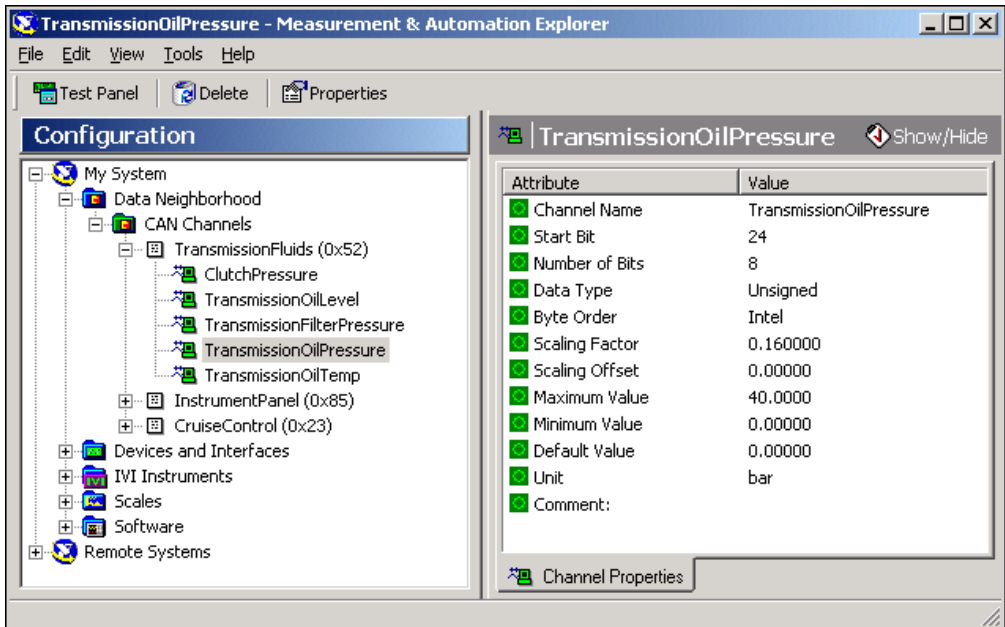 TransmissionOilPressure - Measurement & Automation Explorer
File Edit View Tools Help
Test Panel Delete Properties
Configuration
My System
Data Neighborhood
CAN Channels
TransmissionFluids (0x52)
ClutchPressure
TransmissionOilLevel
TransmissionFilterPressure
TransmissionOilPressure
TransmissionOilTemp
InstrumentPanel (0x85)
CruiseControl (0x23)
Devices and Interfaces
IVI Instruments
Scales
Software
Remote Systems
TransmissionOilPressure Show/Hide
Attribute Value
Channel Name TransmissionOilPressure
Start Bit 24
Number of Bits 8
Data Type Unsigned
Byte Order Intel
Scaling Factor 0.160000
Scaling Offset 0.00000
Maximum Value 40.0000
Minimum Value 0.00000
Default Value 0.00000
Unit bar
Comment:
Channel Properties